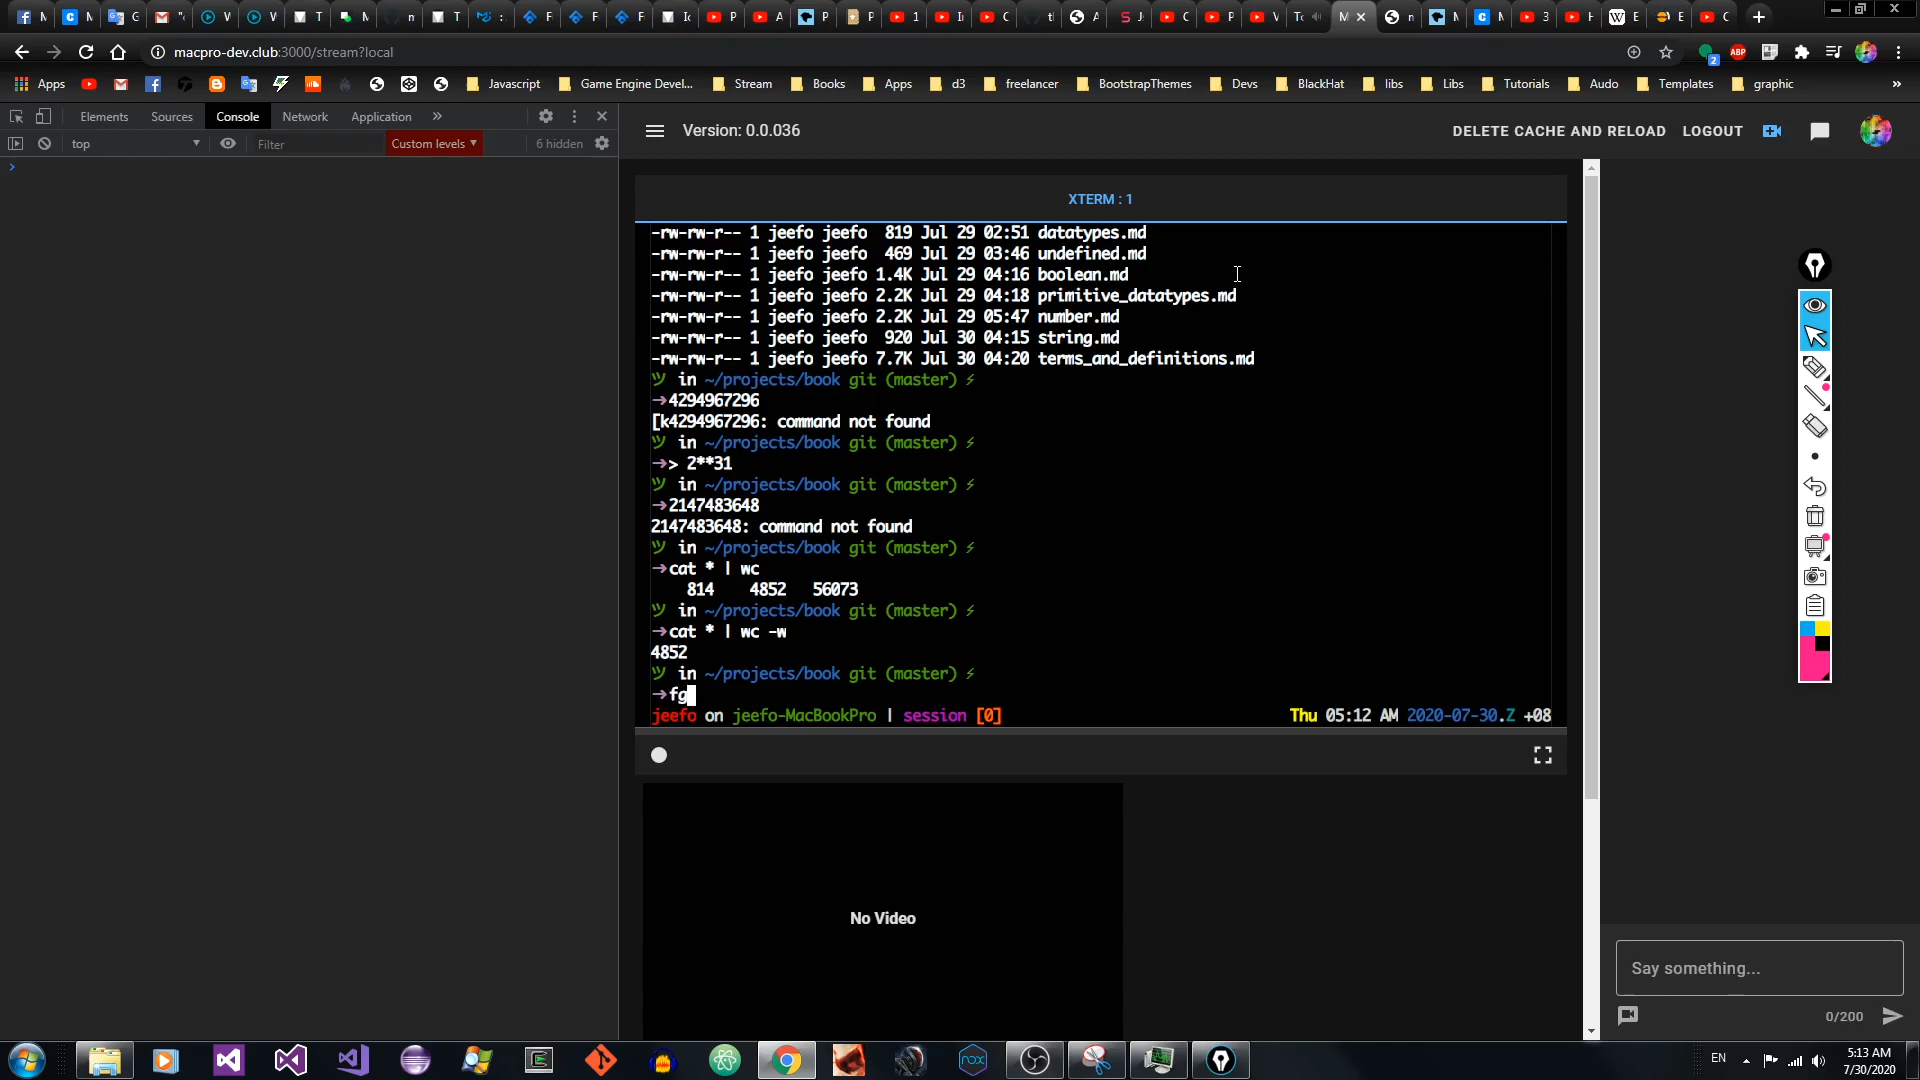 macpro-dev.club:3000/stream?local
Apps
Javascript
Game Engine Devel...
Stream
Books
Apps
d3
freelancer
BootstrapThemes
Devs
BlackHat
libs
Libs
Tutorials
Audo
Templates
graphic
»
Elements
Sources
Console
Network
Application
»
top
Filter
Custom levels
6 hidden
>
Version: 0.0.036
DELETE CACHE AND RELOAD
LOGOUT
XTERM : 1
-rw-rw-r-- 1 jeefo jeefo  819 Jul 29 02:51 datatypes.md
-rw-rw-r-- 1 jeefo jeefo  469 Jul 29 03:46 undefined.md
-rw-rw-r-- 1 jeefo jeefo 1.4K Jul 29 04:16 boolean.md
-rw-rw-r-- 1 jeefo jeefo 2.2K Jul 29 04:18 primitive_datatypes.md
-rw-rw-r-- 1 jeefo jeefo 2.2K Jul 29 05:47 number.md
-rw-rw-r-- 1 jeefo jeefo  920 Jul 30 04:15 string.md
-rw-rw-r-- 1 jeefo jeefo 7.7K Jul 30 04:20 terms_and_definitions.md
ツ in ~/projects/book git (master) ⚡
→4294967296
[k4294967296: command not found
ツ in ~/projects/book git (master) ⚡
→> 2**31
ツ in ~/projects/book git (master) ⚡
→2147483648
2147483648: command not found
ツ in ~/projects/book git (master) ⚡
→cat * | wc
814    4852   56073
ツ in ~/projects/book git (master) ⚡
→cat * | wc -w
4852
ツ in ~/projects/book git (master) ⚡
→fg
jeefo on jeefo-MacBookPro | session [0]
Thu 05:12 AM 2020-07-30.Z +08
No Video
Say something...
0/200
EN
5:13 AM
7/30/2020